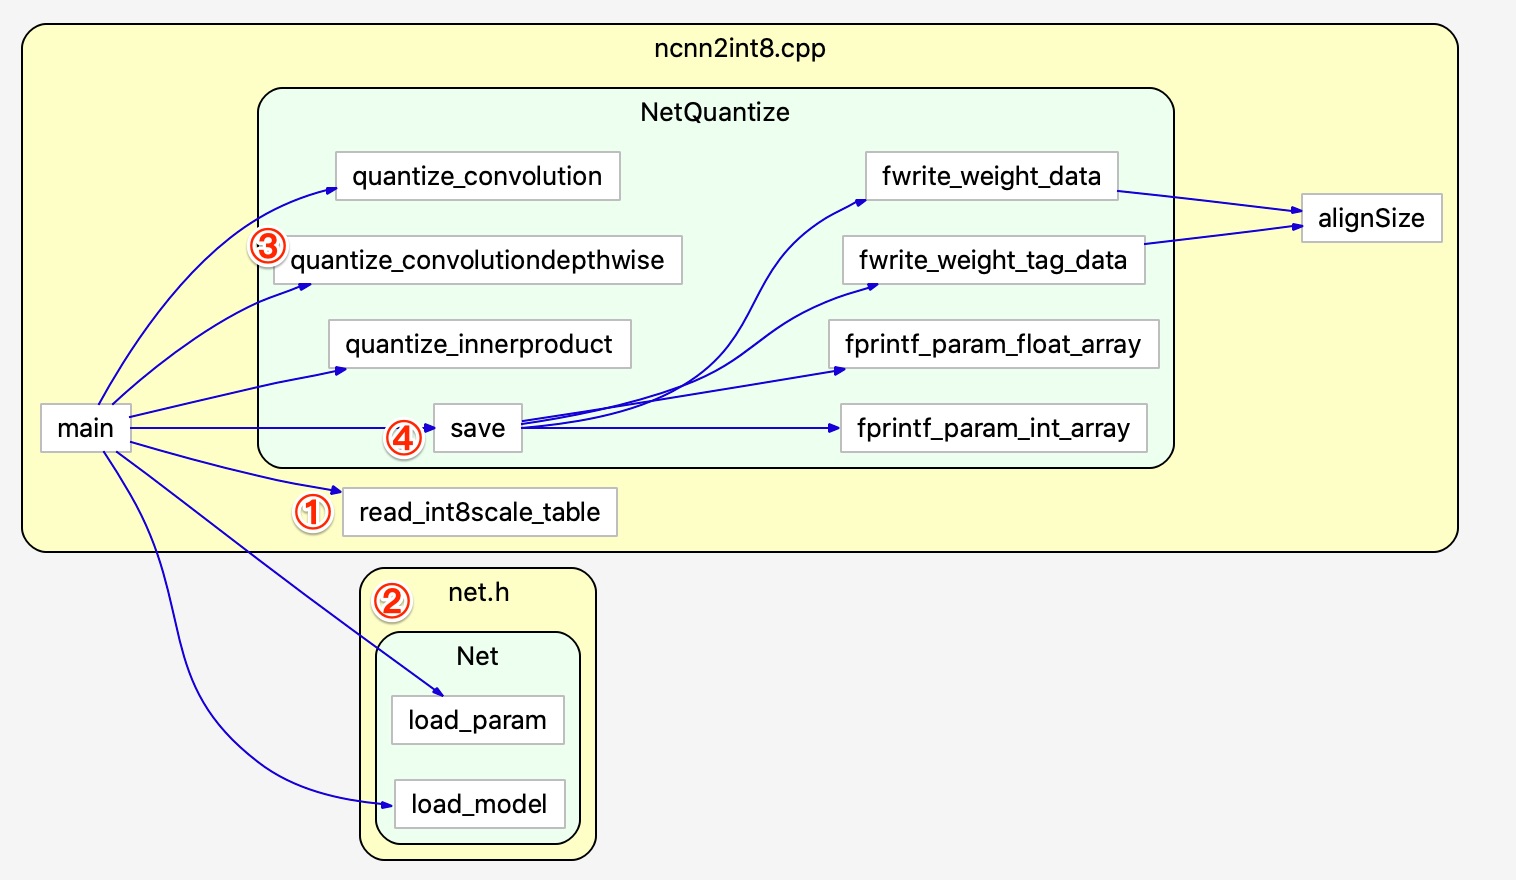 ncnn2int8.cpp
NetQuantize
quantize_convolution
fwrite_weight_data
alignSize
③
quantize_convolutiondepthwise
fwrite_weight_tag_data
quantize_innerproduct
fprintf_param_float_array
main
④
save
fprintf_param_int_array
①
read_int8scale_table
②
net.h
Net
load_param
load_model